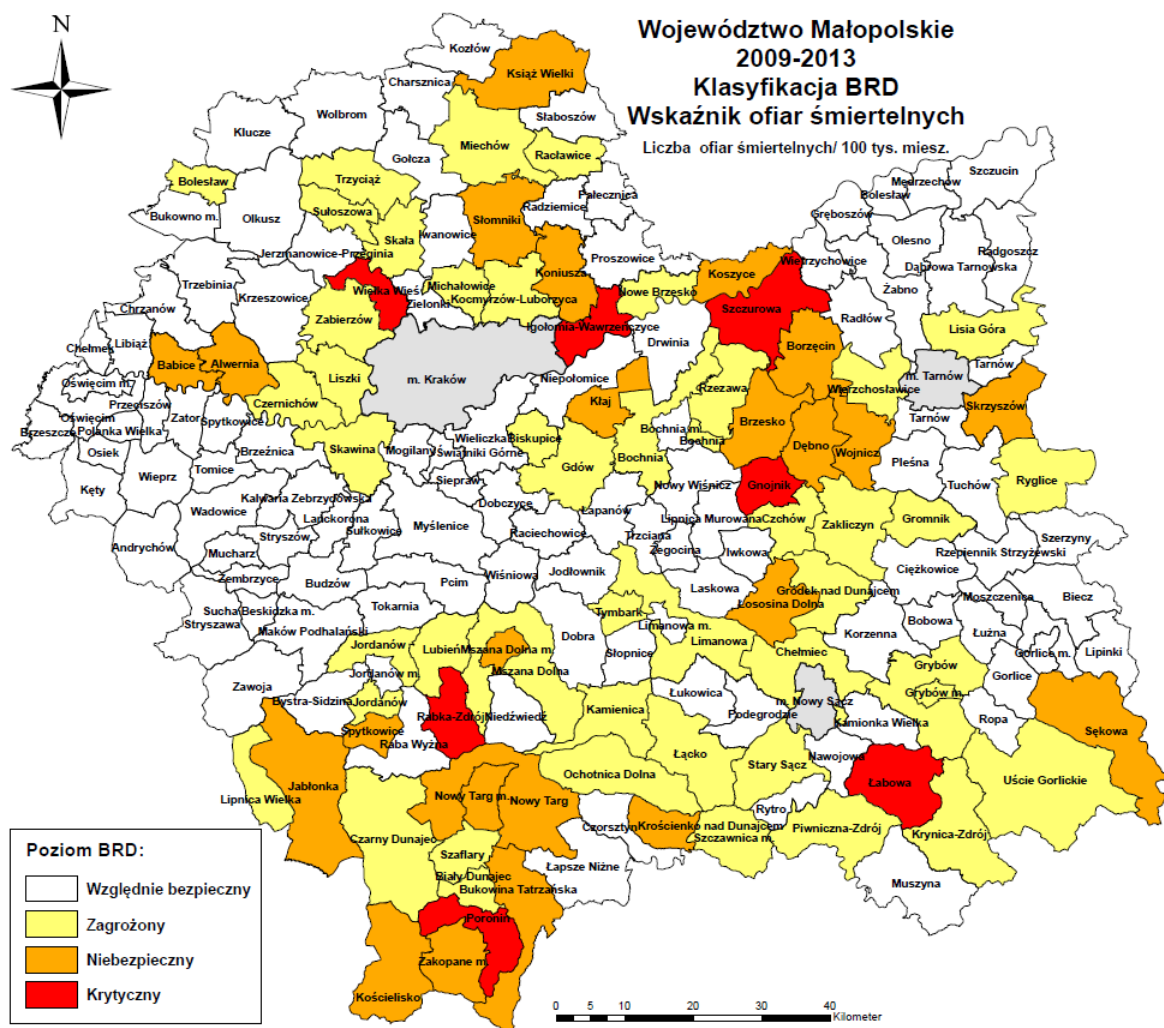 N
Województwo Małopolskie
2009-2013
Klasyfikacja BRD
Wskaźnik ofiar śmiertelnych
Liczba ofiar śmiertelnych/ 100 tys. miesz.
Kozłów
Książ Wielki
Charsznica
Wolbrom
Słaboszów
Klucze
Miechów
Gołcza
Racławice
Szczucin
Mędrzechów
Bolesław
Bolesław
Trzyciąż
Pałecznica
Radziemice
Gręboszów
Bukowno m.
Olkusz
Sułoszowa
Słomniki
Iwanowice
Skała
Olesno
Radgoszcz
Jerzmanowice-Przeginia
Proszowice
Koniusza
Koszyce
Wietrzychowice
Dąbrowa Tarnowska
Trzebinia
Krzeszowice
Wielka Wieś
Michałowice
Zielonki
Kocmyrzów-Luborzyca
Nowe Brzesko
Żabno
Chrzanów
Zabierzów
Igołomia-Wawrzeńczyce
Szczurowa
Radłów
Lisia Góra
Libiąż
Chełmek
Drwinia
Borzęcin
Babice
Alwernia
Liszki
m. Kraków
Niepołomice
Rzezawa
Wierzchosławice
m. Tarnów
Tarnów
Oświęcim m.
Przeciszów
Czernichów
Kłaj
Skrzyszów
Oświęcim
Zator
Spytkowice
Brzeszcze
Polanka Wielka
Bochnia m.
Bochnia
Brzesko
Tarnów
Osiek
Brzeźnica
Skawina
Mogilany
Wieliczka
Świątniki Górne
Biskupice
Dębno
Wojnicz
Pleśna
Kęty
Wieprz
Tomice
Siepraw
Gdów
Bochnia
Gnojnik
Tuchów
Ryglice
Wadowice
Kalwaria Zebrzydowska
Dobczyce
Nowy Wiśnicz
Lanckorona
Łapanów
Lipnica Murowana
Czchów
Zakliczyn
Gromnik
Andrychów
Stryszów
Sułkowice
Myślenice
Raciechowice
Trzciana
Żegocina
Szerzyny
Mucharz
Iwkowa
Rzepiennik Strzyżewski
Zembrzyce
Budzów
Pcim
Wiśniowa
Jodłownik
Laskowa
Gródek nad Dunajcem
Ciężkowice
Moszczenica
Biecz
Sucha Beskidzka m.
Tokarnia
Tymbark
Łososina Dolna
Stryszawa
Maków Podhalański
Limanowa m.
Bobowa
Łużna
Jordanów
Lubień
Mszana Dolna m.
Dobra
Słopnice
Limanowa
Chełmiec
Korzenna
Gorlice m.
Lipinki
Zawoja
Jordanów m.
Mszana Dolna
Grybów
Gorlice
Bystra-Sidzina
Jordanów
Rabka-Zdrój
Niedźwiedź
Kamienica
Łukowica
m. Nowy Sącz
Grybów m.
Podegrodzie
Kamionka Wielka
Ropa
Spytkowice
Raba Wyżna
Sękowa
Łącko
Nawojowa
Jabłonka
Ochotnica Dolna
Stary Sącz
Łabowa
Uście Gorlickie
Lipnica Wielka
Nowy Targ m.
Nowy Targ
Rytro
Czorsztyn
Krościenko nad Dunajcem
Piwniczna-Zdrój
Krynica-Zdrój
Czarny Dunajec
Szczawnica m.
Szaflary
Łapsze Niżne
Biały Dunajec
Bukowina Tatrzańska
Muszyna
Poronin
Zakopane m.
Kościelisko
Poziom BRD:
Względnie bezpieczny
Zagrożony
Niebezpieczny
Krytyczny
0 5 10 20 30 40
Kilometer